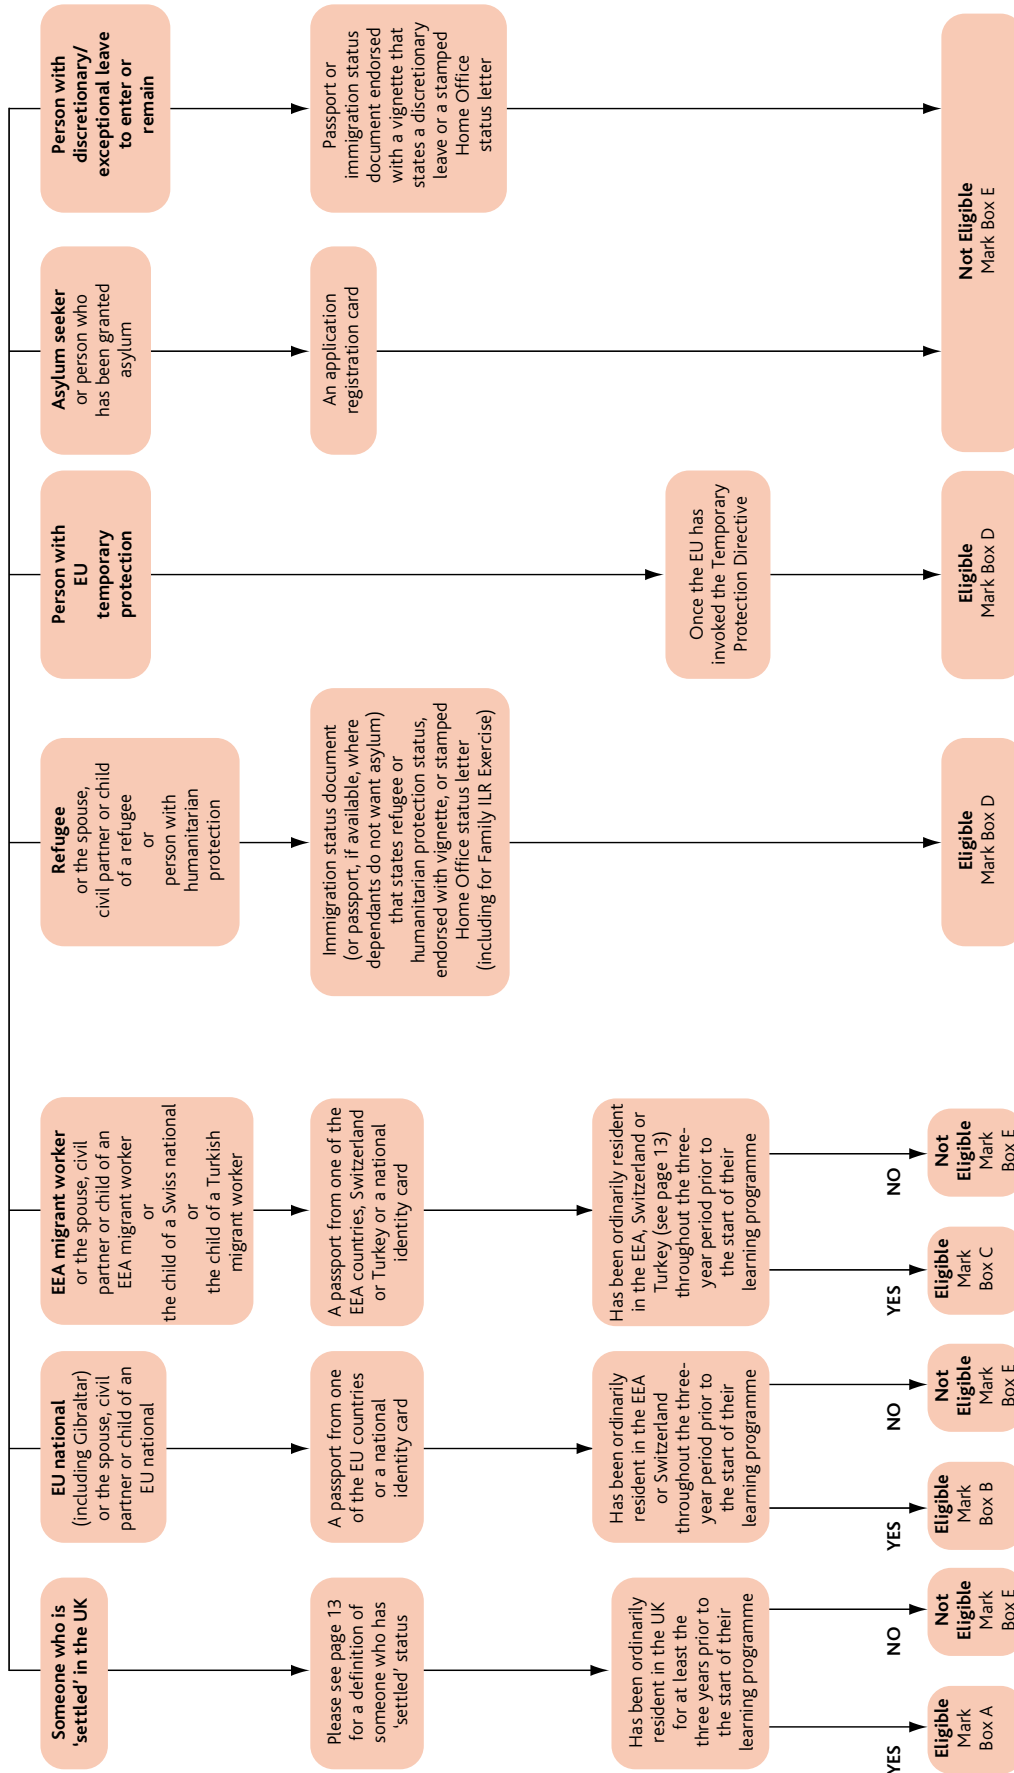 Someone who is
‘settled’ in the UK
Please see page 13
for a definition of
someone who has
‘settled’ status
Has been ordinarily
resident in the UK
for at least the
three years prior to
the start of their
learning programme
YES
NO
Eligible
Mark
Box A
Not
Eligible
Mark
Box E
EU national
(including Gibraltar)
or the spouse, civil
partner or child of an
EU national
A passport from one
of the EU countries
or a national
identity card
Has been ordinarily
resident in the EEA
or Switzerland
throughout the three-
year period prior to
the start of their
learning programme
YES
NO
Eligible
Mark
Box B
Not
Eligible
Mark
Box E
EEA migrant worker
or the spouse, civil
partner or child of an
EEA migrant worker
or
the child of a Swiss national
or
the child of a Turkish
migrant worker
A passport from one of the
EEA countries, Switzerland
or Turkey or a national
identity card
Has been ordinarily resident
in the EEA, Switzerland or
Turkey (see page 13)
throughout the three-
year period prior to
the start of their
learning programme
YES
NO
Eligible
Mark
Box C
Not
Eligible
Mark
Box E
Refugee
or the spouse,
civil partner or child
of a refugee
or
person with
humanitarian
protection
Immigration status document
(or passport, if available, where
dependants do not want asylum)
that states refugee or
humanitarian protection status,
endorsed with vignette, or stamped
Home Office status letter
(including for Family ILR Exercise)
Eligible
Mark Box D
Person with
EU
temporary
protection
Once the EU has
invoked the Temporary
Protection Directive
Eligible
Mark Box D
Asylum seeker
or person who
has been granted
asylum
An application
registration card
Person with
discretionary/
exceptional leave
to enter or
remain
Passport or
immigration status
document endorsed
with a vignette that
states a discretionary
leave or a stamped
Home Office
status letter
Not Eligible
Mark Box E